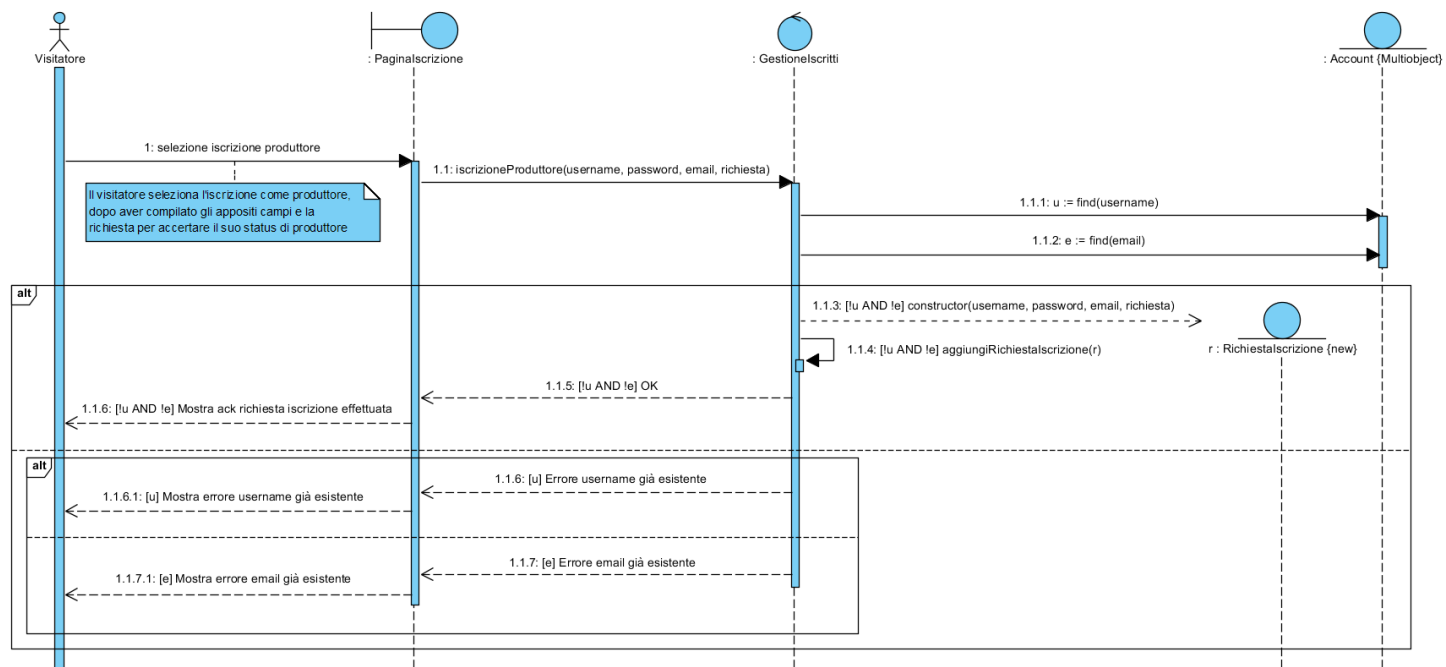 Visitatore
: PaginaIscrizione
: GestioneIscritti
: Account {Multiobject}
1: selezione iscrizione produttore
Il visitatore seleziona l'iscrizione come produttore,
dopo aver compilato gli appositi campi e la
richiesta per accertare il suo status di produttore
1.1: iscrizioneProduttore(username, password, email, richiesta)
1.1.1: u := find(username)
1.1.2: e := find(email)
alt
1.1.3: [!u AND !e] constructor(username, password, email, richiesta)
r : RichiestaIscrizione {new}
1.1.4: [!u AND !e] aggiungiRichiestaIscrizione(r)
1.1.5: [!u AND !e] OK
1.1.6: [!u AND !e] Mostra ack richiesta iscrizione effettuata
alt
1.1.6: [u] Errore username già esistente
1.1.6.1: [u] Mostra errore username già esistente
1.1.7: [e] Errore email già esistente
1.1.7.1: [e] Mostra errore email già esistente